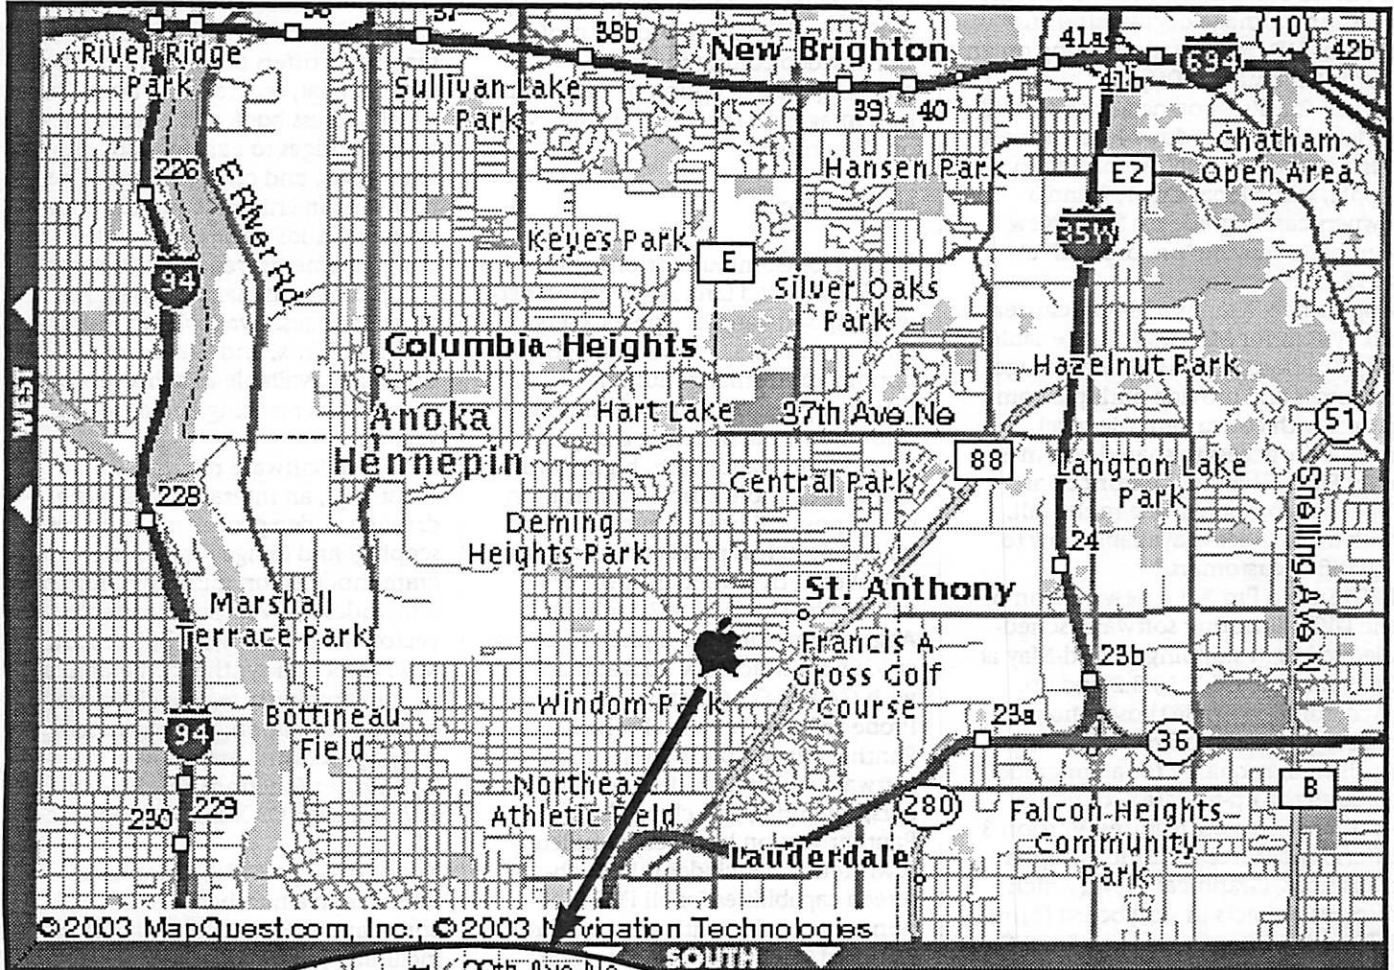 38b
New Brighton
41a
694
10
42b
River Ridge
Park
Sullivan Lake
Park
39
40
41b
Chatham
Open Area
226
E River Rd
Hansen Park
E2
35W
Keyes Park
E
94
Silver Oaks
Park
Columbia Heights
Hazelnut Park
WEST
Anoka
Hart Lake
37th Ave Ne
51
Hennepin
88
Central Park
Langton Lake
Park
228
Deming
Heights Park
24
Snelling Ave N
St. Anthony
Marshall
Terrace Park
Francis A
Gross Golf
Course
23b
Windom Park
23a
Bottineau
Field
94
36
Northeast
Athletic Field
B
229
230
280
Falcon Heights
Community
Park
Lauderdale
©2003 MapQuest.com, Inc.; ©2003 Navigation Technologies
SOUTH
29th Ave Ne